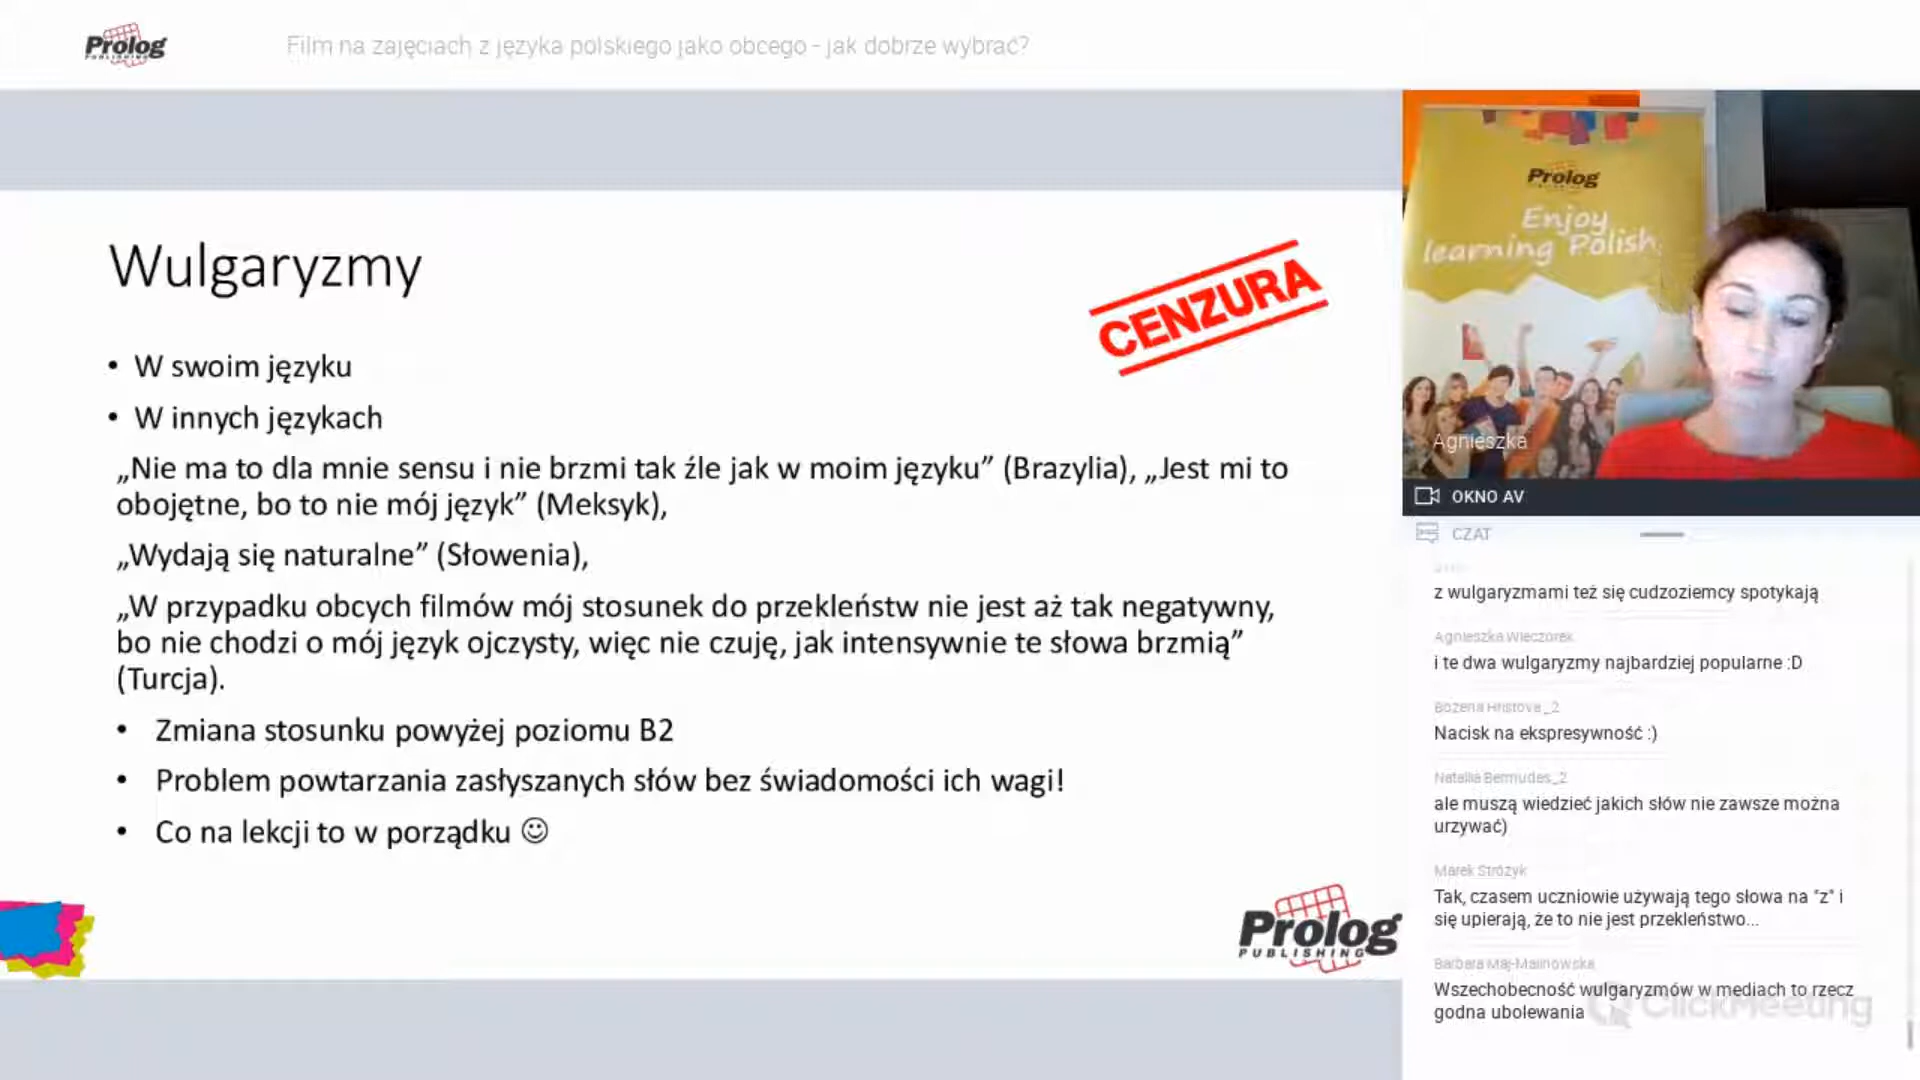 Prolog
PUBLISHING
Film na zajęciach z języka polskiego jako obcego - jak dobrze wybrać?
Wulgaryzmy
CENZURA
• W swoim języku
• W innych językach
„Nie ma to dla mnie sensu i nie brzmi tak źle jak w moim języku” (Brazylia), „Jest mi to
obojętne, bo to nie mój język” (Meksyk),
„Wydają się naturalne” (Słowenia),
„W przypadku obcych filmów mój stosunek do przekleństw nie jest aż tak negatywny,
bo nie chodzi o mój język ojczysty, więc nie czuję, jak intensywnie te słowa brzmią”
(Turcja).
• Zmiana stosunku powyżej poziomu B2
• Problem powtarzania zasłyszanych słów bez świadomości ich wagi!
• Co na lekcji to w porządku ☺
Prolog
PUBLISHING
Prolog
Enjoy
learning Polish
Agnieszka
OKNO AV
CZAT
z wulgaryzmami też się cudzoziemcy spotykają
Agnieszka Wieczorek
i te dwa wulgaryzmy najbardziej popularne :D
Bożena Hristova_2
Nacisk na ekspresywność :)
Natalia Bermudes_2
ale muszą wiedzieć jakich słów nie zawsze można
urzywać)
Marek Stróżyk
Tak, czasem uczniowie używają tego słowa na "z" i
się upierają, że to nie jest przekleństwo...
Barbara Maj-Malinowska
Wszechobecność wulgaryzmów w mediach to rzecz
godna ubolewania
ClickMeeting